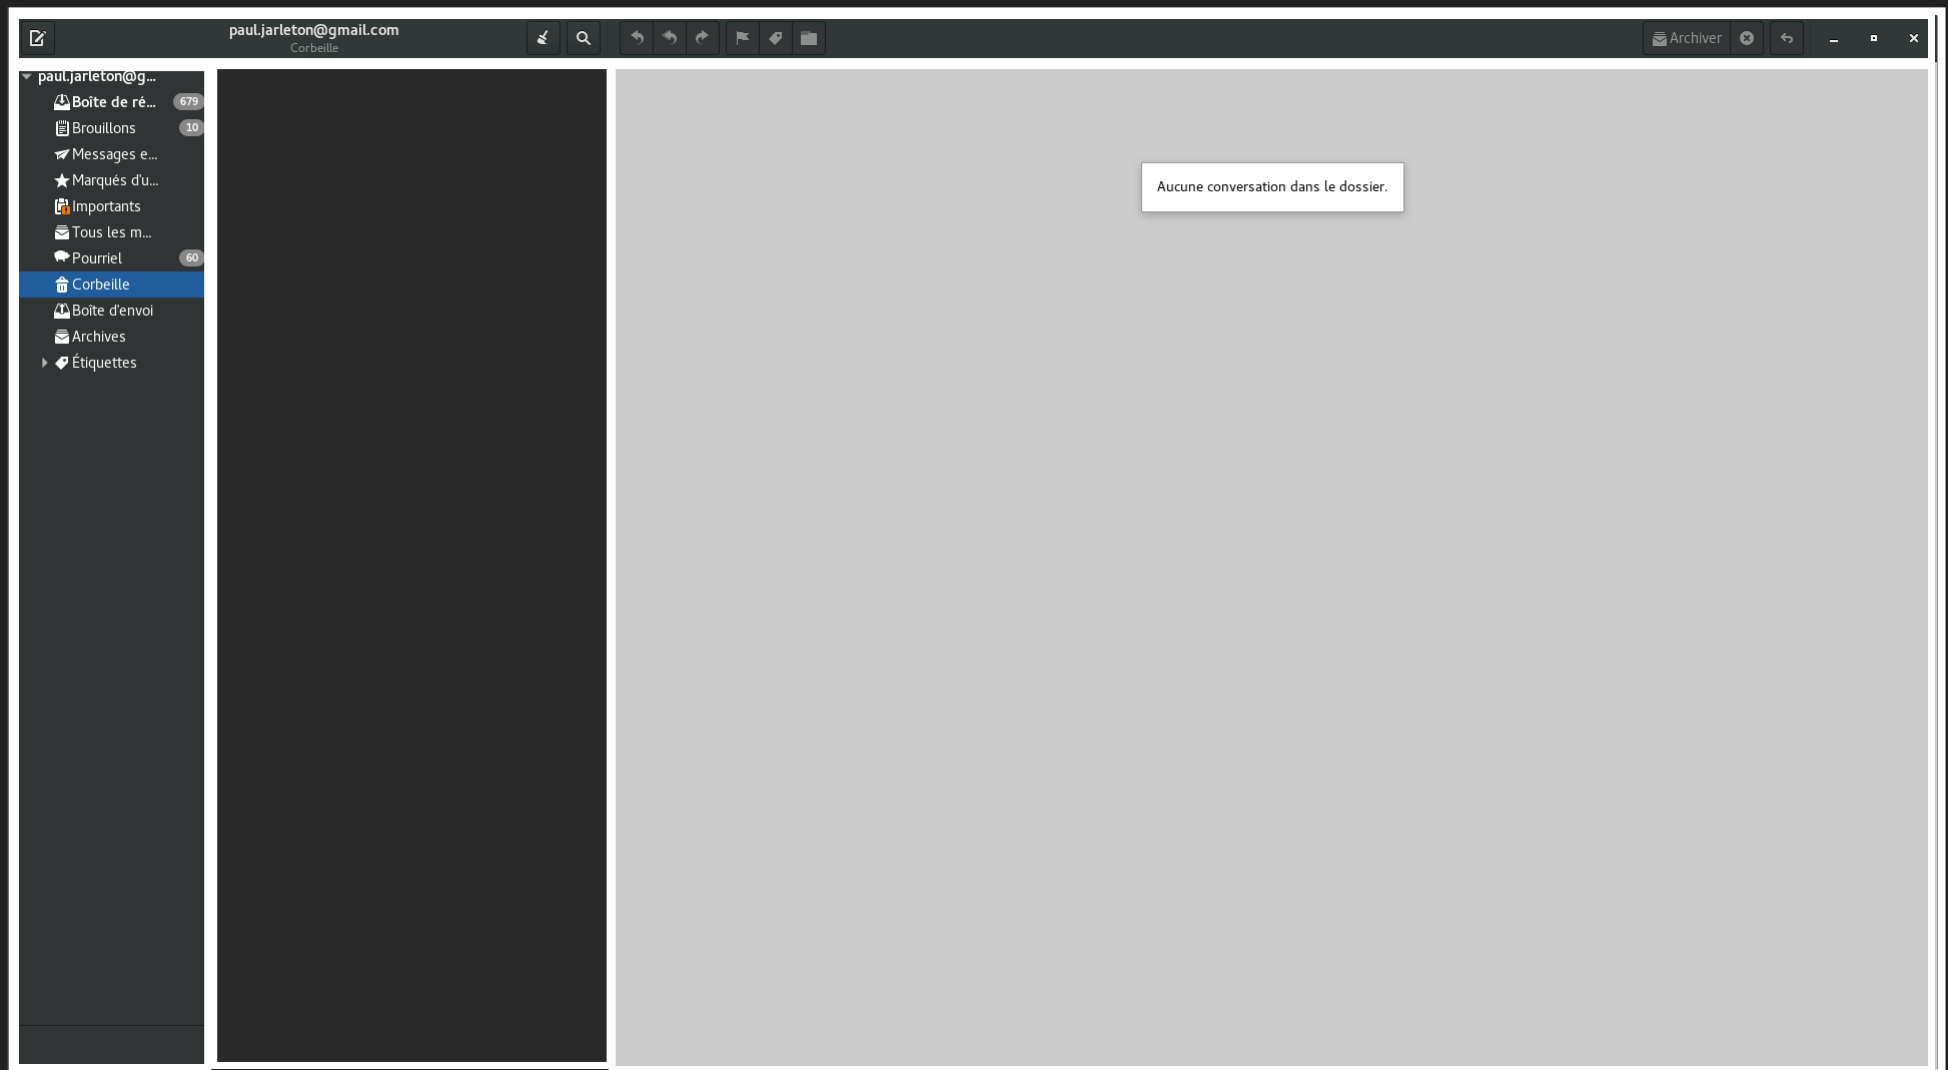 paul.jarleton@gmail.com
Corbeille
Archiver
paul.jarleton@g...
Boîte de ré... 679
Brouillons 10
Messages e...
Marqués d'u...
Importants
Tous les m...
Pourriel 60
Corbeille
Boîte d'envoi
Archives
Étiquettes
Aucune conversation dans le dossier.